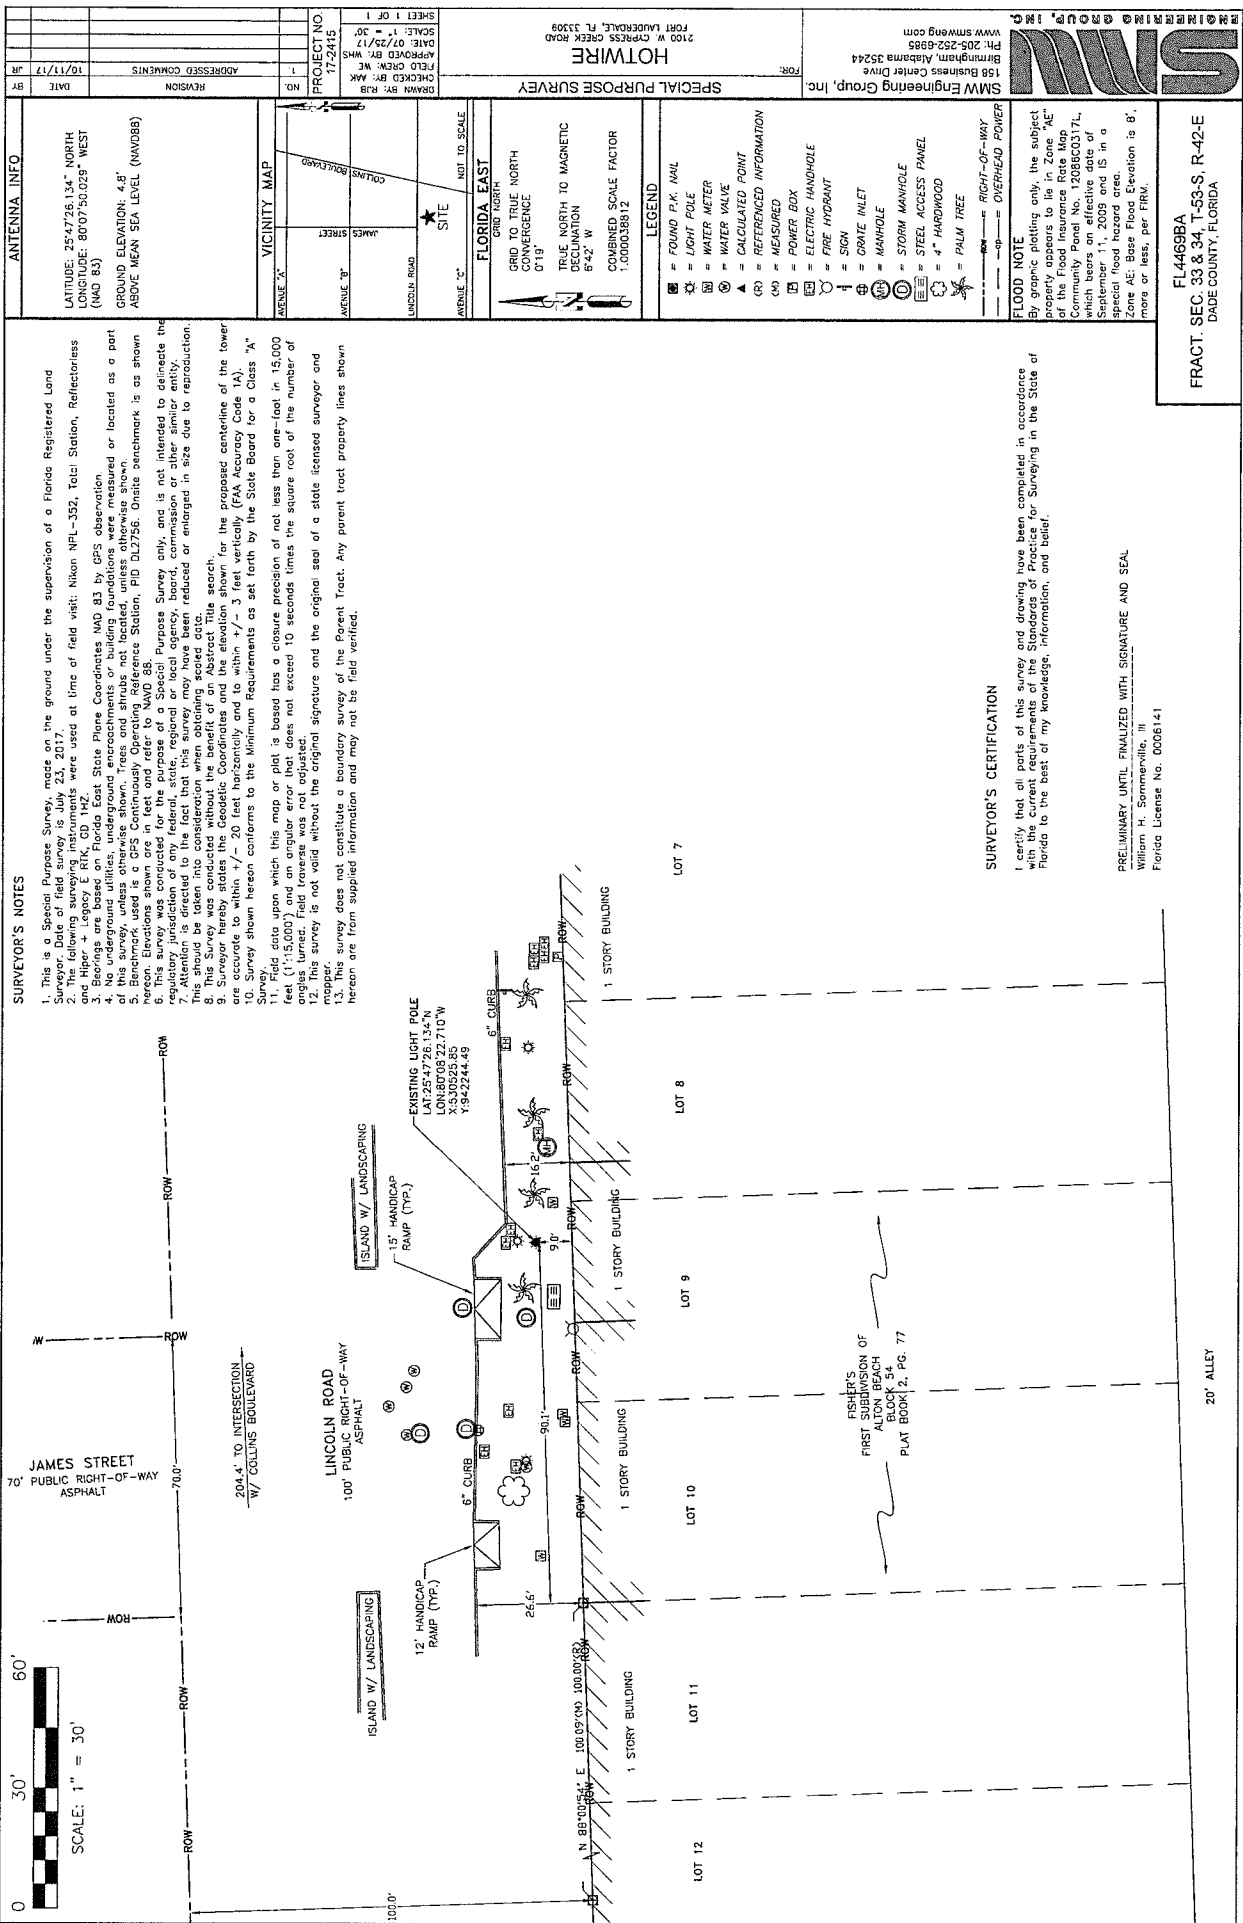 SURVEYOR'S NOTES
1. This is a Special Purpose Survey, made on the ground under the supervision of a Florida Registered Land
Surveyor. Date of field survey is July 23, 2017.
2. The following surveying instruments were used at time of field visit: Nikon NPL-352, Total Station, Reflectorless
and Hiper + Legacy E RTK, GD 1HZ.
3. Bearings are based on Florida East State Plane Coordinates NAD 83 by GPS observation.
4. No underground utilities, underground encroachments or building foundations were measured or located as a part
of this survey, unless otherwise shown. Trees and shrubs not located, unless otherwise shown.
5. Benchmark used is a GPS Continuously Operating Reference Station, PID DL2756. Onsite benchmark is as shown
hereon. Elevations shown are in feet and refer to NAVD 88.
6. This survey was conducted for the purpose of a Special Purpose Survey only, and is not intended to delineate the
regulatory jurisdiction of any federal, state, regional or local agency, board, commission or other similar entity.
7. Attention is directed to the fact that this survey may have been reduced or enlarged in size due to reproduction.
This should be taken into consideration when obtaining scaled data.
8. This Survey was conducted without the benefit of an Abstract Title search.
9. Surveyor hereby states the Geodetic Coordinates and the elevation shown for the proposed centerline of the tower
are accurate to within +/- 20 feet horizontally and to within +/- 3 feet vertically (FAA Accuracy Code 1A).
10. Survey shown hereon conforms to the Minimum Requirements as set forth by the State Board for a Class "A"
Survey.
11. Field data upon which this map or plat is based has a closure precision of not less than one-foot in 15,000
feet (1':15,000') and an angular error that does not exceed 10 seconds times the square root of the number of
angles turned. Field traverse was not adjusted.
12. This survey is not valid without the original signature and the original seal of a state licensed surveyor and
mapper.
13. This survey does not constitute a boundary survey of the Parent Tract. Any parent tract property lines shown
hereon are from supplied information and may not be field verified.
0 30' 60'
SCALE: 1" = 30'
JAMES STREET
70' PUBLIC RIGHT-OF-WAY
ASPHALT
ROW
ROW
ROW
ROW
ROW
ROW
ROW
70.0'
100.0'
204.4' TO INTERSECTION
W/ COLLINS BOULEVARD
LINCOLN ROAD
100' PUBLIC RIGHT-OF-WAY
ASPHALT
ISLAND W/ LANDSCAPING
ISLAND W/ LANDSCAPING
12' HANDICAP
RAMP (TYP.)
15' HANDICAP
RAMP (TYP.)
EXISTING LIGHT POLE
LAT:25°47'26.134"N
LON:80°08'22.710"W
X:530525.85
Y:942244.49
6" CURB
6" CURB
26.6'
90.1'
9.0'
16.2'
N 88°00'54" E 100.09'(M) 100.00'(R)
ROW
ROW
ROW
ROW
ROW
ROW
ROW
1 STORY BUILDING
1 STORY BUILDING
1 STORY BUILDING
1 STORY BUILDING
LOT 12
LOT 11
LOT 10
LOT 9
LOT 8
LOT 7
FISHER'S
FIRST SUBDIVISION OF
ALTON BEACH
BLOCK 54
PLAT BOOK 2, PG. 77
20' ALLEY
SURVEYOR'S CERTIFICATION
I certify that all parts of this survey and drawing have been completed in accordance
with the current requirements of the Standards of Practice for Surveying in the State of
Florida to the best of my knowledge, information, and belief.
PRELIMINARY UNTIL FINALIZED WITH SIGNATURE AND SEAL
William H. Sommerville, III
Florida License No. 0006141
ANTENNA INFO
LATITUDE: 25°47'26.134" NORTH
LONGITUDE: 80°07'50.029" WEST
(NAD 83)
GROUND ELEVATION: 4.8'
ABOVE MEAN SEA LEVEL (NAVD88)
VICINITY MAP
AVENUE "A"
AVENUE "B"
LINCOLN ROAD
AVENUE "C"
JAMES STREET
COLLINS BOULEVARD
SITE
NOT TO SCALE
FLORIDA EAST
GRID NORTH
GRID TO TRUE NORTH
CONVERGENCE
0°19'
TRUE NORTH TO MAGNETIC
DECLINATION
6°42' W
COMBINED SCALE FACTOR
1.000038812
LEGEND
= FOUND P.K. NAIL
= LIGHT POLE
W = WATER METER
W = WATER VALVE
= CALCULATED POINT
(R) = REFERENCED INFORMATION
(M) = MEASURED
P = POWER BOX
EH = ELECTRIC HANDHOLE
= FIRE HYDRANT
= SIGN
= GRATE INLET
MH = MANHOLE
D = STORM MANHOLE
= STEEL ACCESS PANEL
= 4" HARDWOOD
= PALM TREE
ROW = RIGHT-OF-WAY
OP = OVERHEAD POWER
FLOOD NOTE
By graphic plotting only, the subject
property appears to lie in Zone "AE"
of the Flood Insurance Rate Map
Community Panel No. 12086C0317L,
which bears an effective date of
September 11, 2009 and IS in a
special flood hazard area.
Zone AE: Base Flood Elevation is 8',
more or less, per FIRM.
FL4469BA
FRACT. SEC. 33 & 34, T-53-S, R-42-E
DADE COUNTY, FLORIDA
NO. REVISION DATE BY
1. ADDRESSED COMMENTS 10/11/17 JR
PROJECT NO.
17-2415
DRAWN BY: RJB
CHECKED BY: AAK
FIELD CREW: WE
APPROVED BY: WHS
DATE: 07/25/17
SCALE: 1" = 30'
SHEET 1 OF 1
SPECIAL PURPOSE SURVEY
FOR:
HOTWIRE
2100 W. CYPRESS CREEK ROAD
FORT LAUDERDALE, FL 33309
SMW Engineering Group, Inc.
158 Business Center Drive
Birmingham, Alabama 35244
Ph: 205-252-6985
www.smweng.com
SMW
ENGINEERING GROUP, INC.